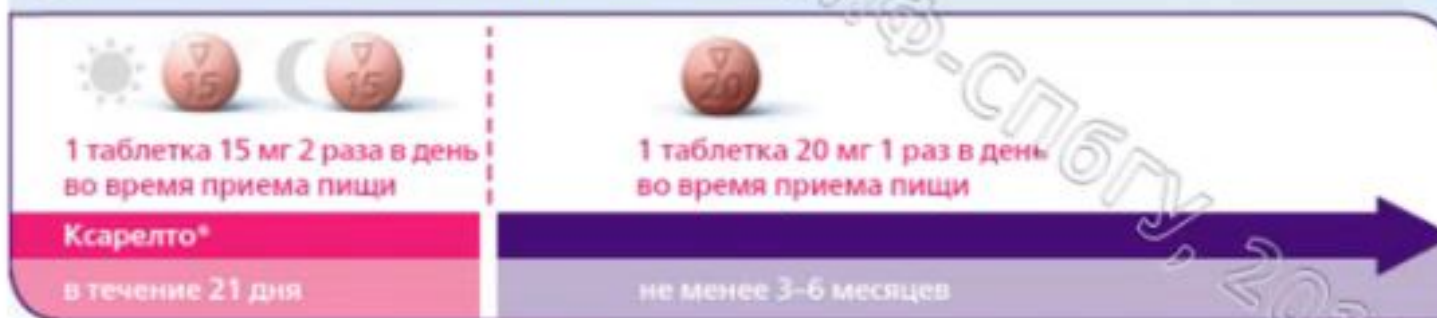 15
15
20
1 таблетка 15 мг 2 раза в день
во время приема пищи
1 таблетка 20 мг 1 раз в день
во время приема пищи
Ксарелто®
в течение 21 дня
не менее 3–6 месяцев
-СПбГУ,